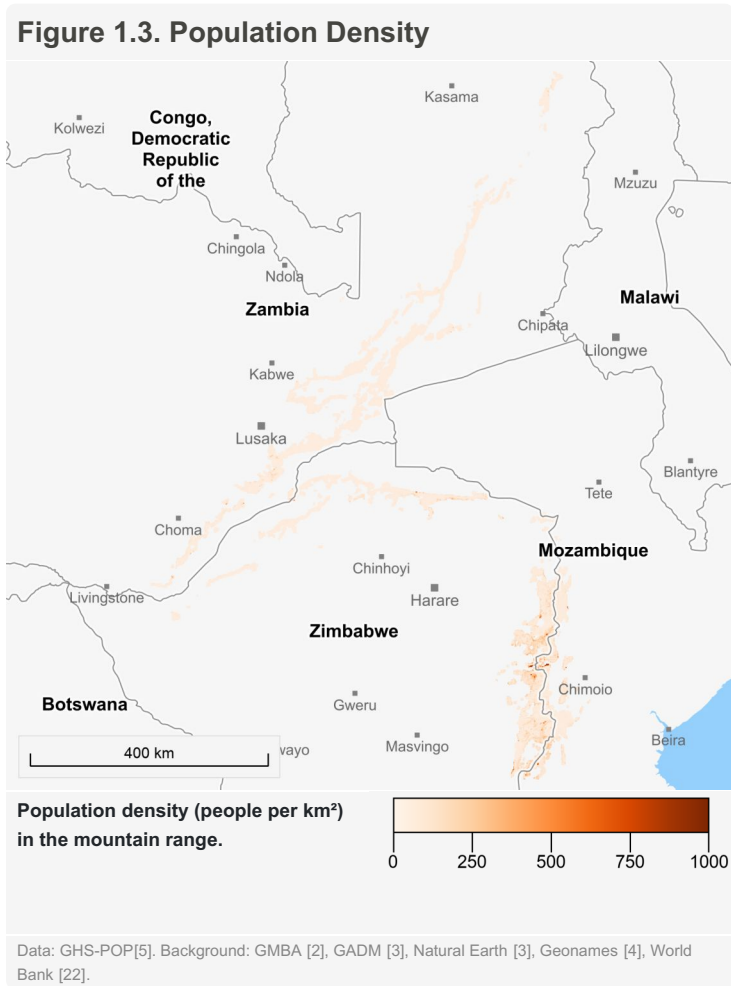 Figure 1.3. Population Density
Kasama
Kolwezi
Congo,
Democratic
Republic
of the
Mzuzu
Chingola
Ndola
Zambia
Malawi
Chipata
Lilongwe
Kabwe
Lusaka
Blantyre
Tete
Choma
Mozambique
Chinhoyi
Livingstone
Harare
Zimbabwe
Chimoio
Botswana
Gweru
Masvingo
Beira
400 km
wayo
Population density (people per km²)
in the mountain range.
0 250 500 750 1000
Data: GHS-POP[5]. Background: GMBA [2], GADM [3], Natural Earth [3], Geonames [4], World
Bank [22].